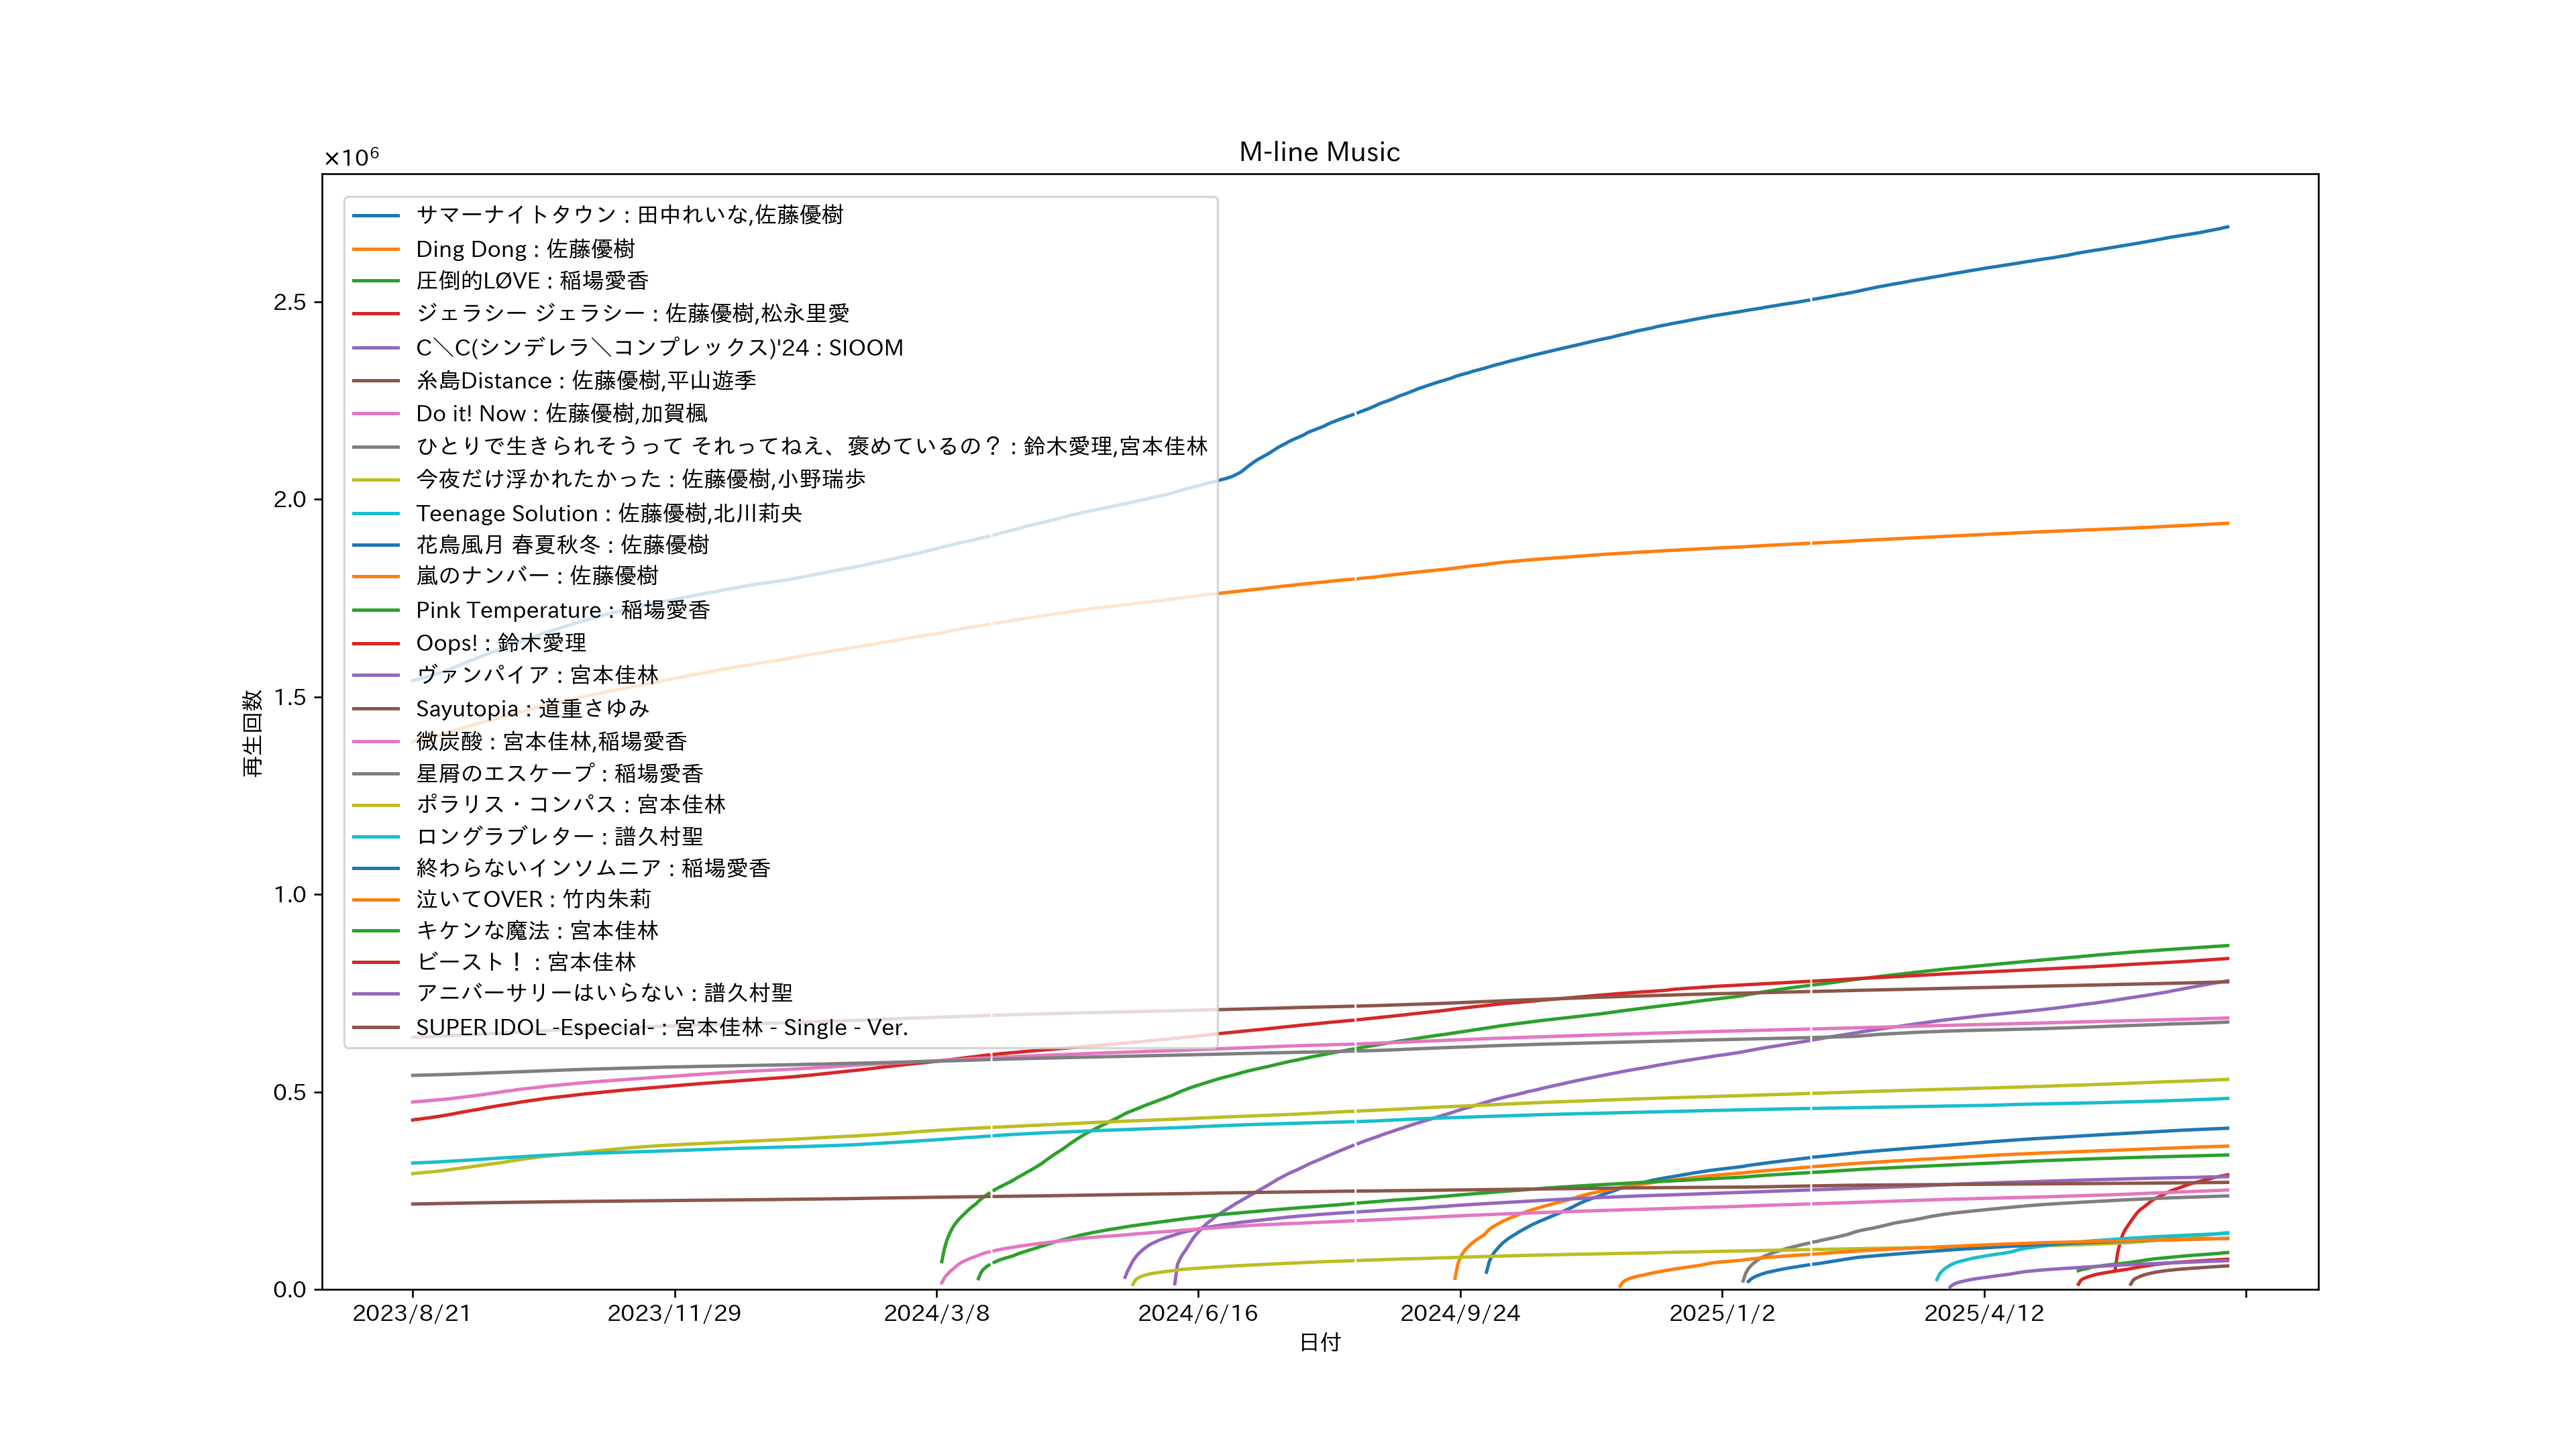 M-line Music
×10⁶
サマーナイトタウン : 田中れいな,佐藤優樹
Ding Dong : 佐藤優樹
圧倒的LØVE : 稲場愛香
ジェラシー ジェラシー : 佐藤優樹,松永里愛
C＼C(シンデレラ＼コンプレックス)'24 : SIOOM
糸島Distance : 佐藤優樹,平山遊季
Do it! Now : 佐藤優樹,加賀楓
ひとりで生きられそうって それってねえ、褒めているの？ : 鈴木愛理,宮本佳林
今夜だけ浮かれたかった : 佐藤優樹,小野瑞歩
Teenage Solution : 佐藤優樹,北川莉央
花鳥風月 春夏秋冬 : 佐藤優樹
嵐のナンバー : 佐藤優樹
Pink Temperature : 稲場愛香
Oops! : 鈴木愛理
ヴァンパイア : 宮本佳林
Sayutopia : 道重さゆみ
微炭酸 : 宮本佳林,稲場愛香
星屑のエスケープ : 稲場愛香
ポラリス・コンパス : 宮本佳林
ロングラブレター : 譜久村聖
終わらないインソムニア : 稲場愛香
泣いてOVER : 竹内朱莉
キケンな魔法 : 宮本佳林
ビースト！ : 宮本佳林
アニバーサリーはいらない : 譜久村聖
SUPER IDOL -Especial- : 宮本佳林 - Single - Ver.
2.5
2.0
1.5
1.0
0.5
0.0
再生回数
2023/8/21
2023/11/29
2024/3/8
2024/6/16
2024/9/24
2025/1/2
2025/4/12
日付